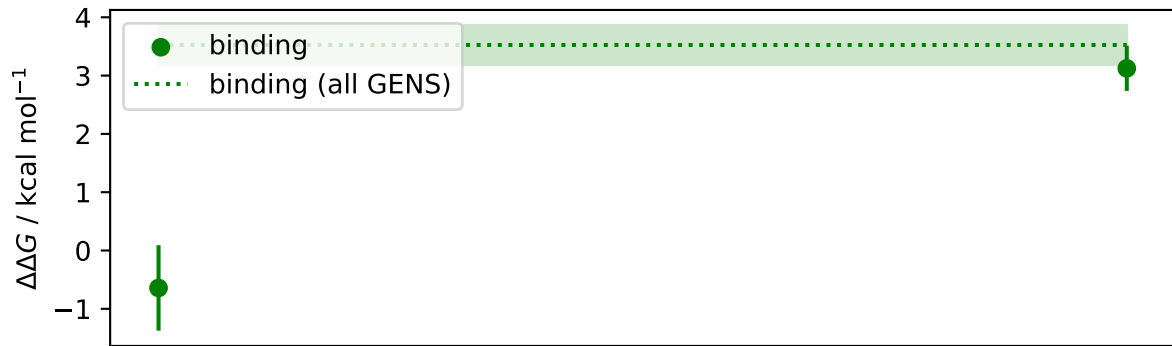 4
3
2
1
0
−1
ΔΔG / kcal mol⁻¹
binding
binding (all GENS)